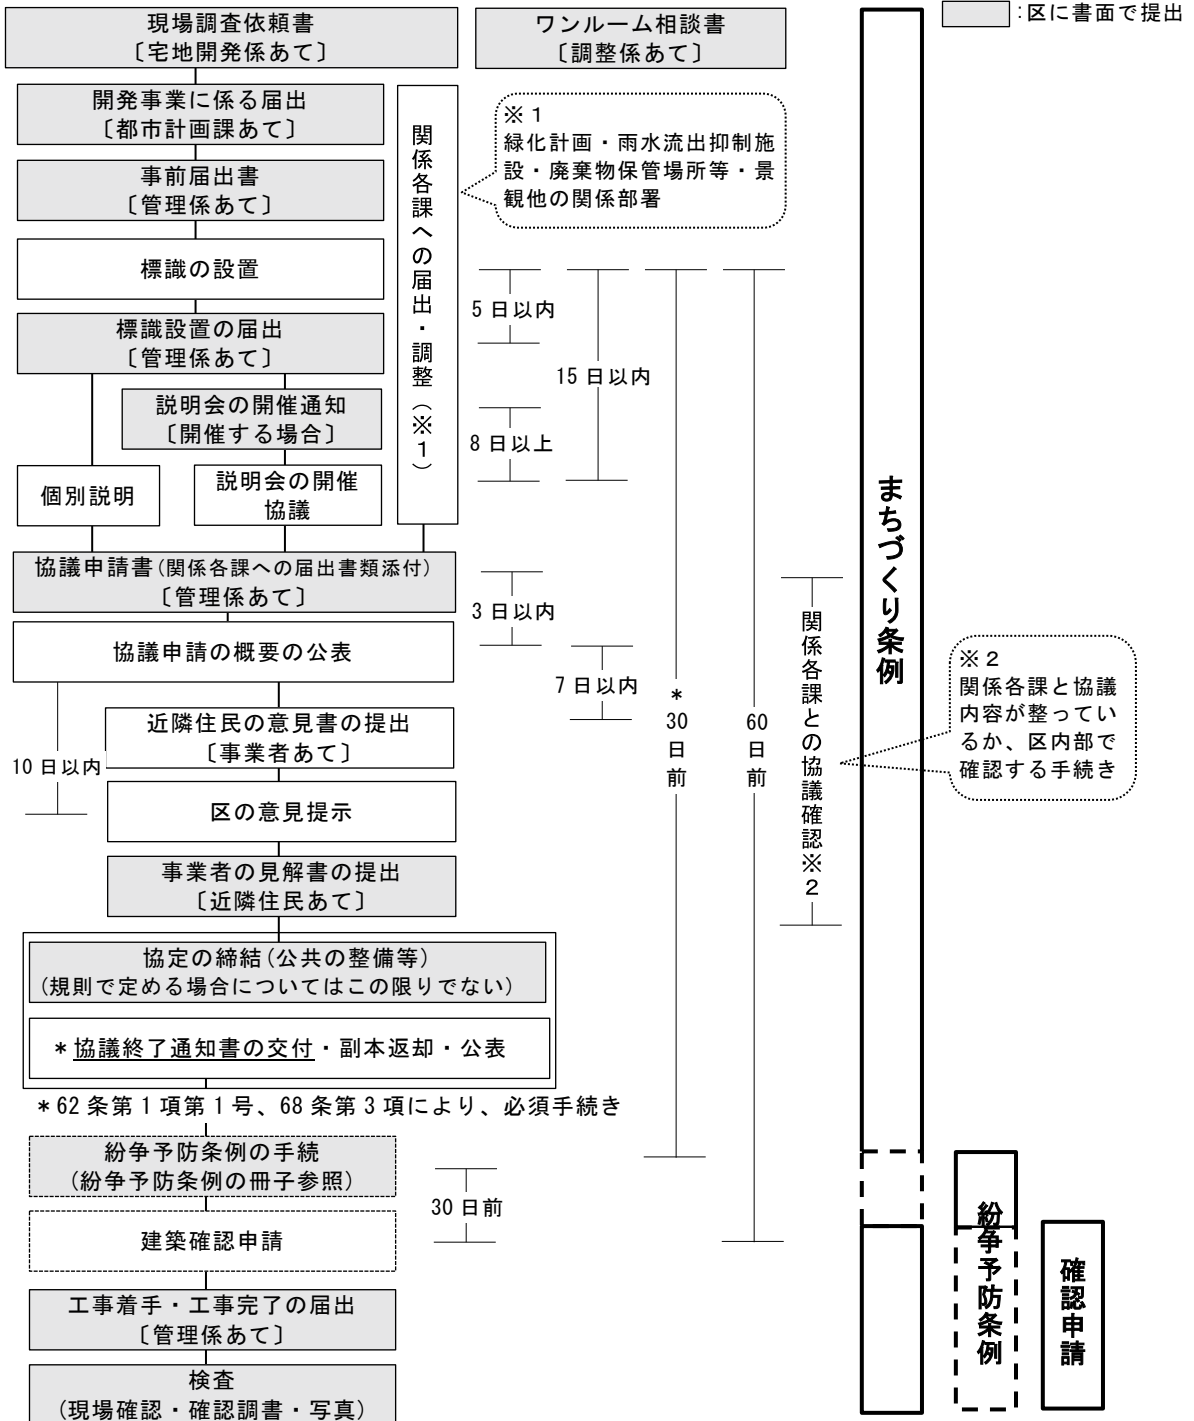 現場調査依頼書
〔宅地開発係あて〕
ワンルーム相談書
〔調整係あて〕
：区に書面で提出
開発事業に係る届出
〔都市計画課あて〕
関係各課への届出・調整（※１）
※１
緑化計画・雨水流出抑制施
設・廃棄物保管場所等・景
観他の関係部署
事前届出書
〔管理係あて〕
標識の設置
5日以内
標識設置の届出
〔管理係あて〕
15日以内
説明会の開催通知
〔開催する場合〕
8日以上
個別説明
説明会の開催
協議
まちづくり条例
協議申請書(関係各課への届出書類添付)
〔管理係あて〕
3日以内
関係各課との協議確認※２
協議申請の概要の公表
7日以内
＊
30
日
前
60
日
前
※２
関係各課と協議
内容が整ってい
るか、区内部で
確認する手続き
近隣住民の意見書の提出
〔事業者あて〕
10日以内
区の意見提示
事業者の見解書の提出
〔近隣住民あて〕
協定の締結(公共の整備等)
(規則で定める場合についてはこの限りでない)
＊協議終了通知書の交付・副本返却・公表
＊62条第1項第1号、68条第3項により、必須手続き
紛争予防条例の手続
(紛争予防条例の冊子参照)
30日前
建築確認申請
紛争予防条例
確認申請
工事着手・工事完了の届出
〔管理係あて〕
検査
(現場確認・確認調書・写真)